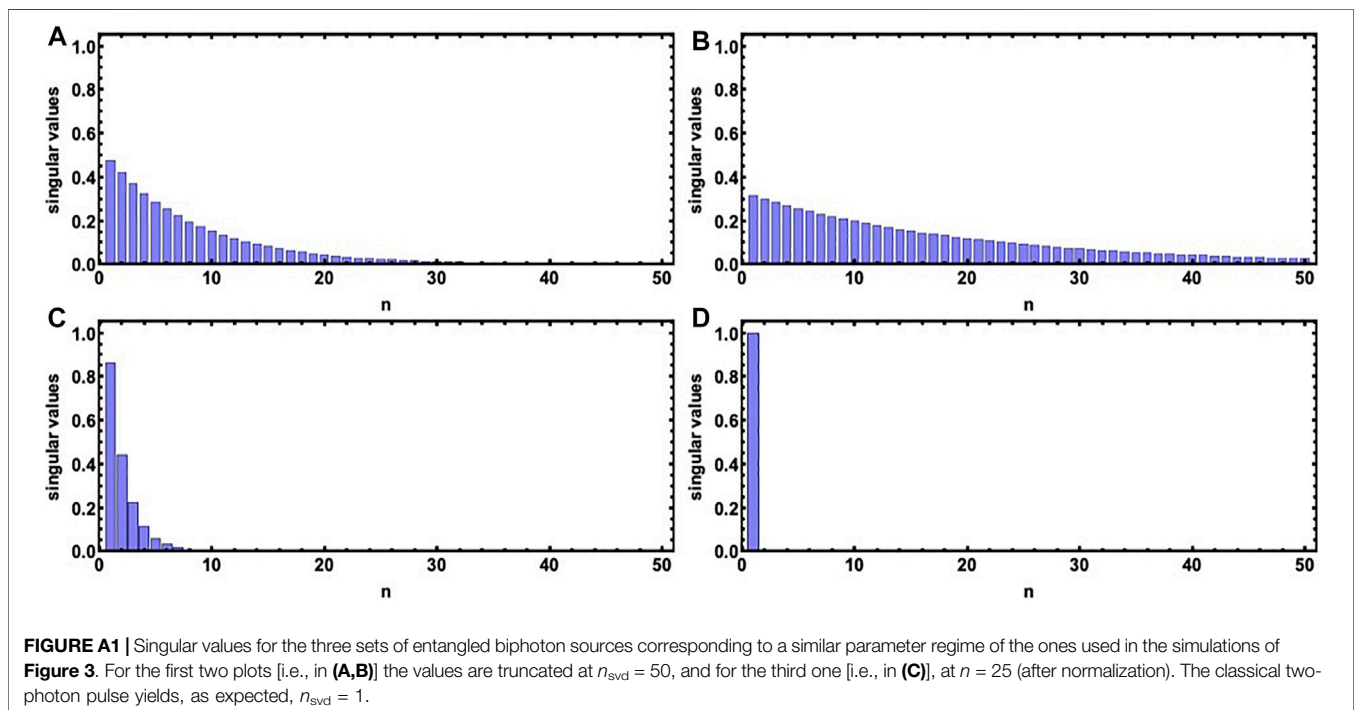 A
1.0
0.8
0.6
0.4
0.2
0.0
singular values
0 10 20 30 40 50
n
B
1.0
0.8
0.6
0.4
0.2
0.0
singular values
0 10 20 30 40 50
n
C
1.0
0.8
0.6
0.4
0.2
0.0
singular values
0 10 20 30 40 50
n
D
1.0
0.8
0.6
0.4
0.2
0.0
singular values
0 10 20 30 40 50
n
FIGURE A1 | Singular values for the three sets of entangled biphoton sources corresponding to a similar parameter regime of the ones used in the simulations of
Figure 3. For the first two plots [i.e., in (A,B)] the values are truncated at nsvd = 50, and for the third one [i.e., in (C)], at n = 25 (after normalization). The classical two-
photon pulse yields, as expected, nsvd = 1.